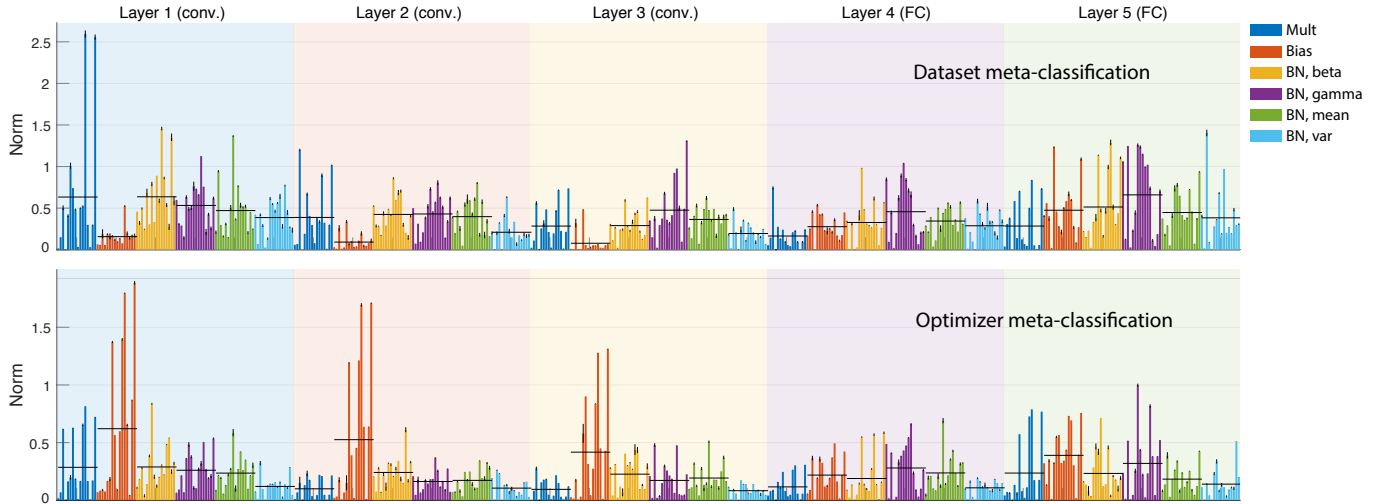 Layer 1 (conv.) Layer 2 (conv.) Layer 3 (conv.) Layer 4 (FC) Layer 5 (FC)
2.5
2
1.5
1
0.5
0
Norm
Dataset meta-classification
Mult
Bias
BN, beta
BN, gamma
BN, mean
BN, var
1.5
1
0.5
0
Norm
Optimizer meta-classification